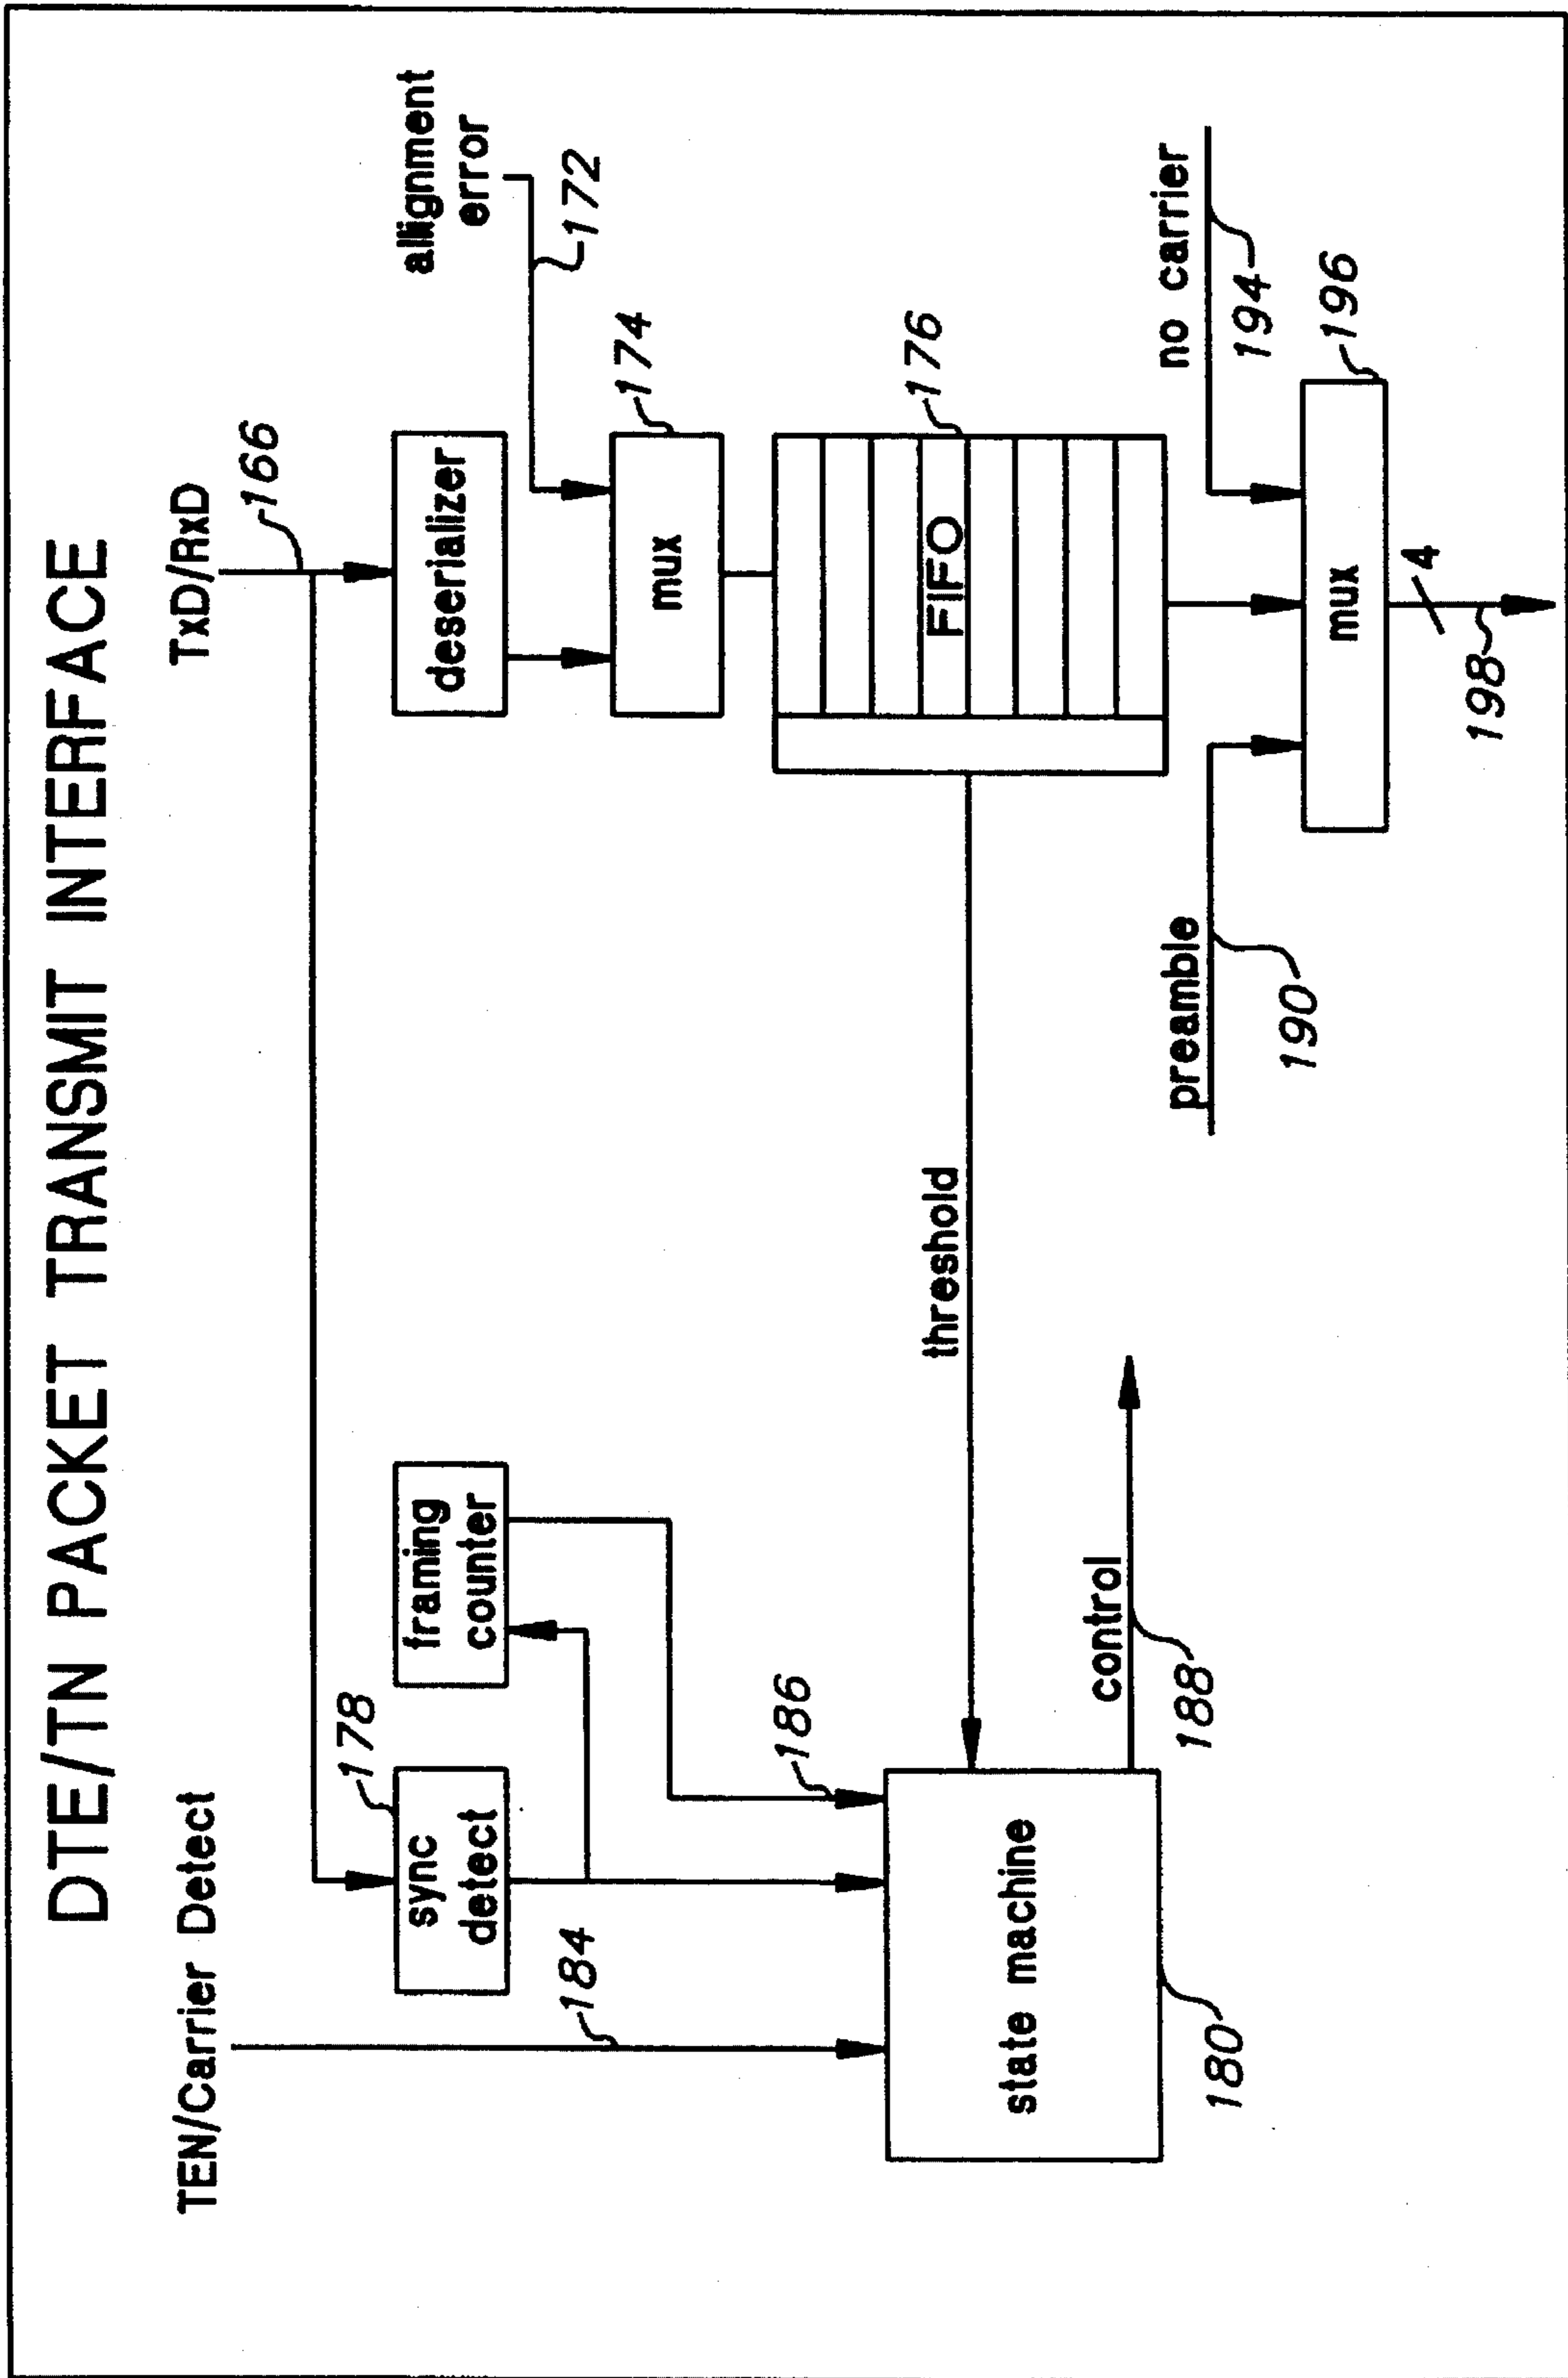 DTE/TN PACKET TRANSMIT INTERFACE
TEN/Carrier Detect
TxD/RxD
166
178
sync
detect
framing
counter
deserializer
allignment
error
172
184
186
mux
174
threshold
FIFO
176
state machine
180
control
188
preamble
190
no carrier
194
mux
196
4
198